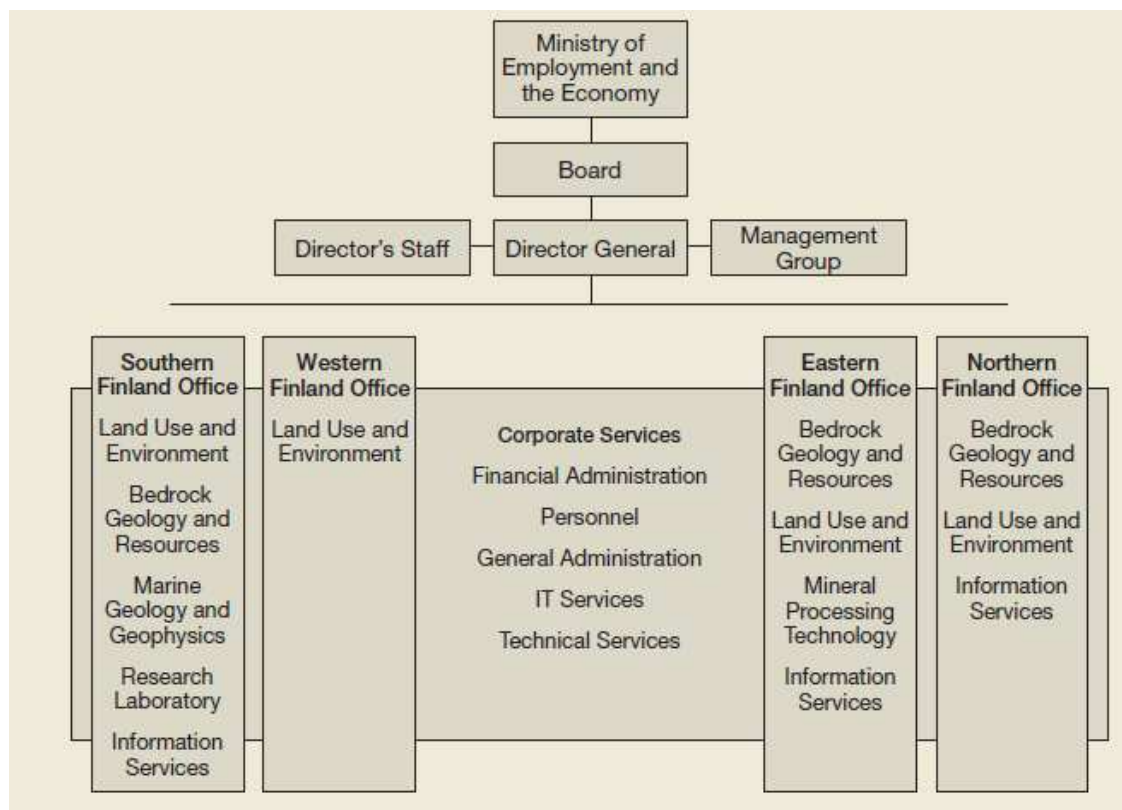 Ministry of
Employment and
the Economy
Board
Director's Staff
Director General
Management
Group
Southern
Finland Office
Land Use and
Environment
Bedrock
Geology and
Resources
Marine
Geology and
Geophysics
Research
Laboratory
Information
Services
Western
Finland Office
Land Use and
Environment
Corporate Services
Financial Administration
Personnel
General Administration
IT Services
Technical Services
Eastern
Finland Office
Bedrock
Geology and
Resources
Land Use and
Environment
Mineral
Processing
Technology
Information
Services
Northern
Finland Office
Bedrock
Geology and
Resources
Land Use and
Environment
Information
Services